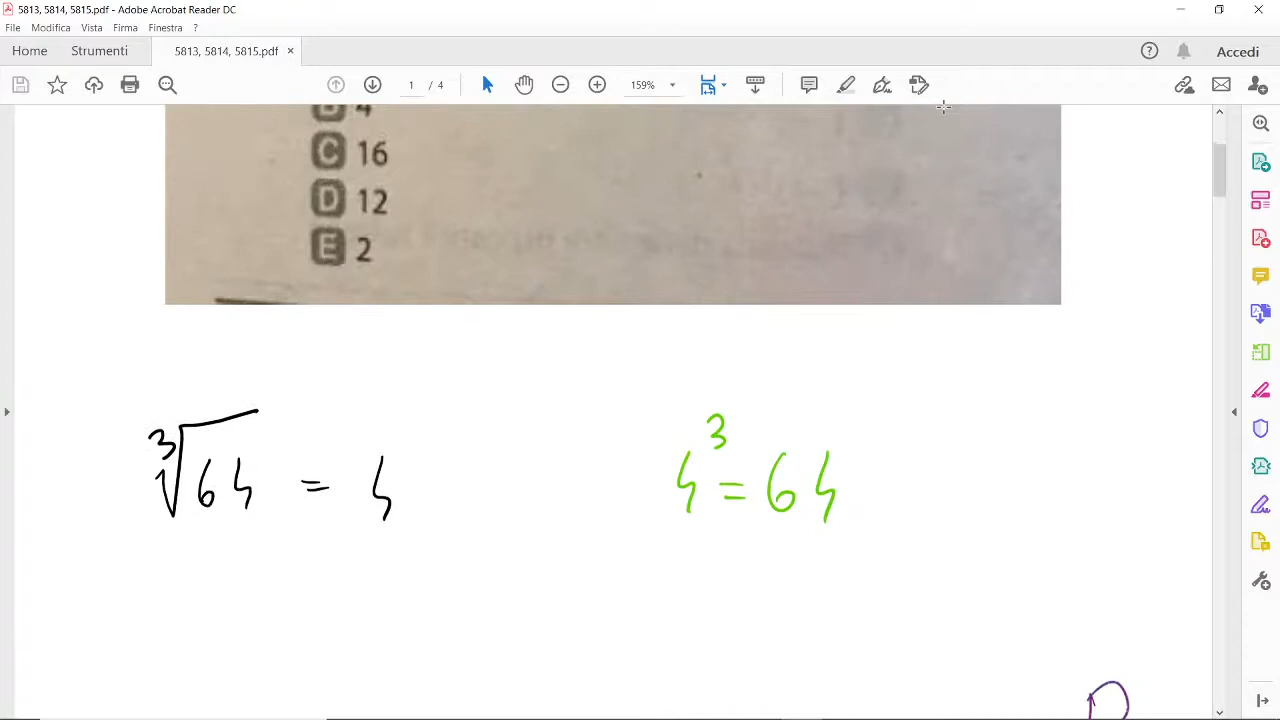 5813, 5814, 5815.pdf - Adobe Acrobat Reader DC
File Modifica Vista Firma Finestra ?
Home Strumenti 5813, 5814, 5815.pdf × Accedi
1 / 4 159%
B 4
C 16
D 12
E 2
∛64 = 4
4³ = 64